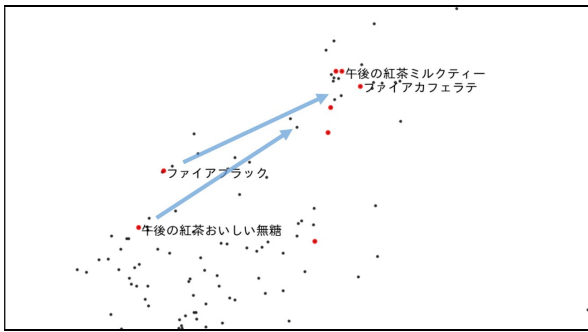 午後の紅茶ミルクティー
ファイアカフェラテ
ファイアブラック
午後の紅茶おいしい無糖